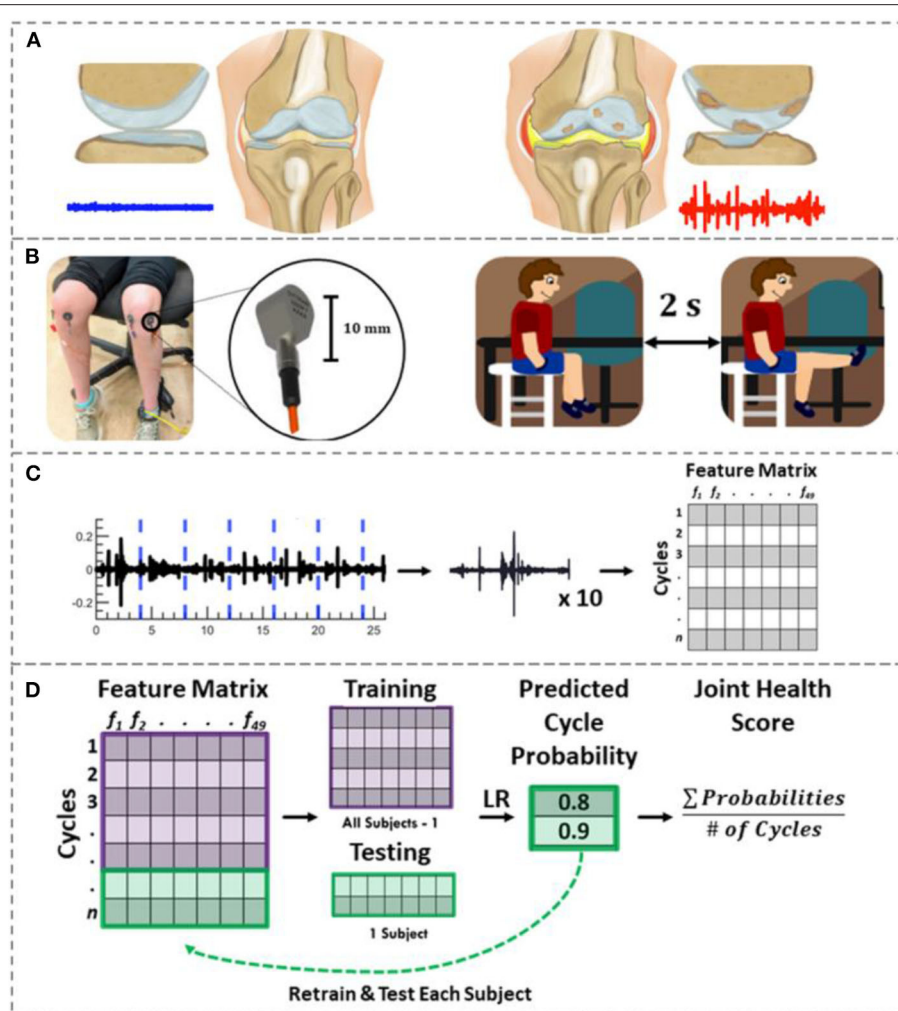 A
B
10 mm
2 s
C
0.2
0
-0.2
0
5
10
15
20
25
x 10
Feature Matrix
f1 f2 . . . . f49
Cycles
1
2
3
.
.
.
n
D
Feature Matrix
f1 f2 . . . . f49
Cycles
1
2
3
.
.
.
n
Training
All Subjects - 1
Testing
1 Subject
LR
Predicted
Cycle
Probability
0.8
0.9
Joint Health
Score
∑ Probabilities
# of Cycles
Retrain & Test Each Subject